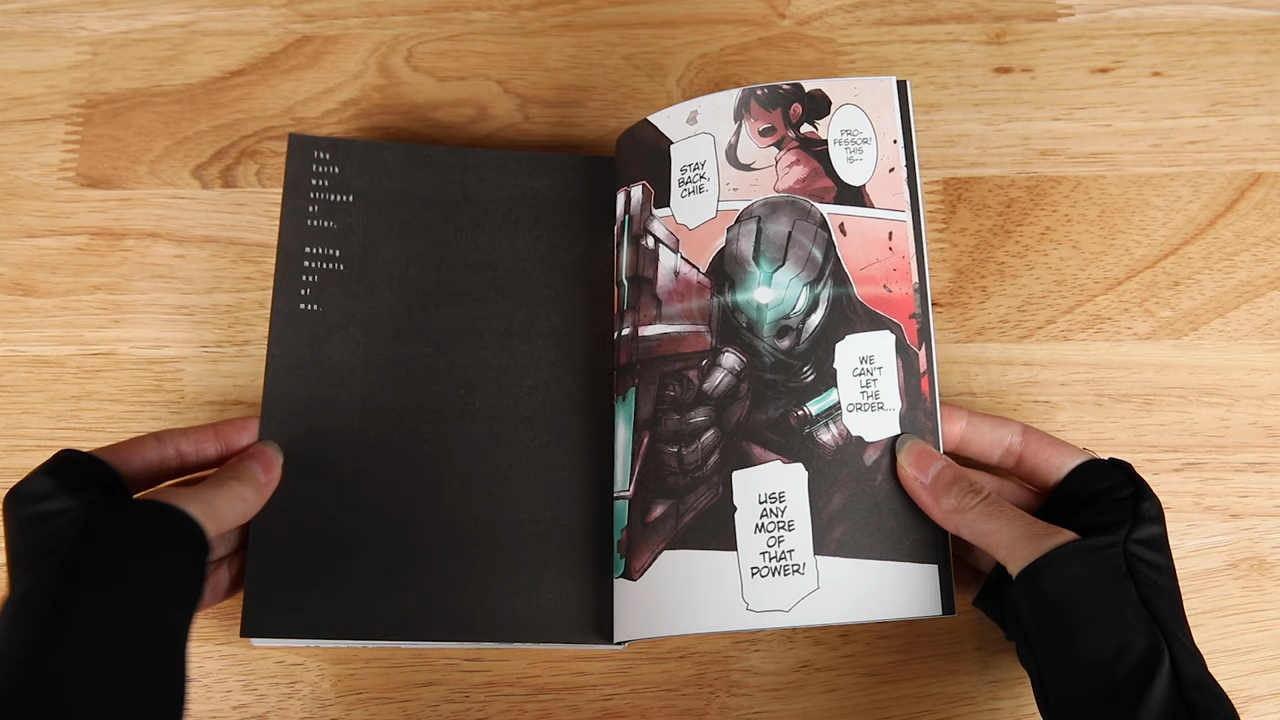 The
Earth
was
stripped
of
color,
making
mutants
out
of
man.
PRO-
FESSOR!
THIS
IS--
STAY
BACK,
CHIE.
WE
CAN'T
LET
THE
ORDER...
USE
ANY
MORE
OF
THAT
POWER!